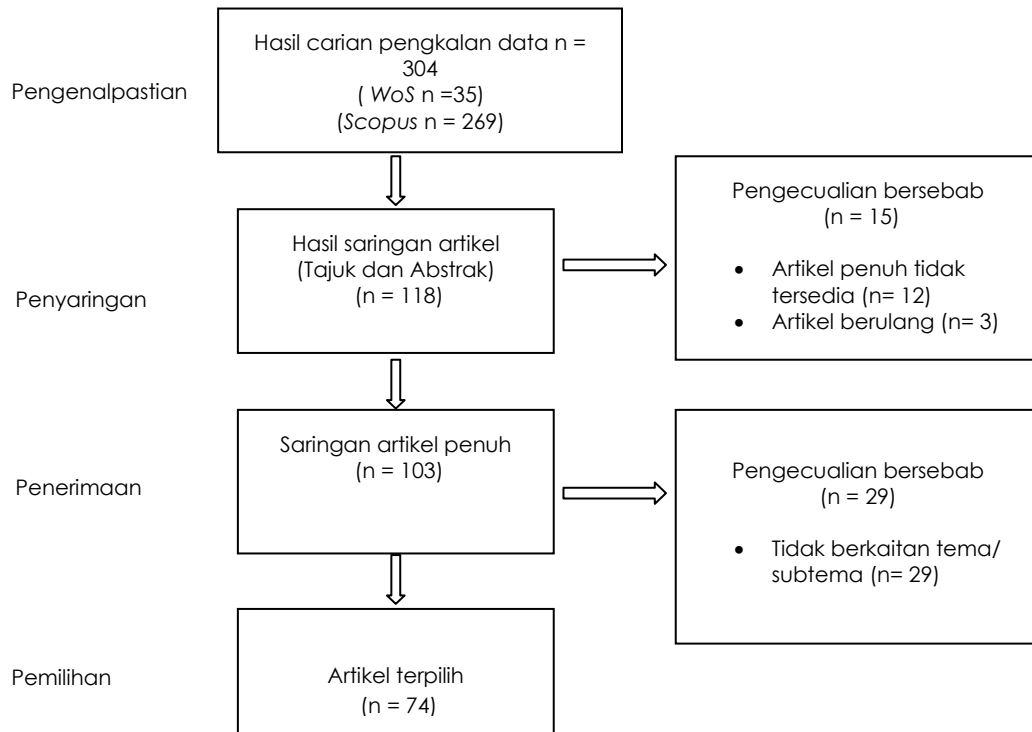 Pengenalpastian
Hasil carian pengkalan data n =
304
( WoS n =35)
(Scopus n = 269)
Penyaringan
Hasil saringan artikel
(Tajuk dan Abstrak)
(n = 118)
Pengecualian bersebab
(n = 15)
• Artikel penuh tidak
tersedia (n= 12)
• Artikel berulang (n= 3)
Penerimaan
Saringan artikel penuh
(n = 103)
Pengecualian bersebab
(n = 29)
• Tidak berkaitan tema/
subtema (n= 29)
Pemilihan
Artikel terpilih
(n = 74)